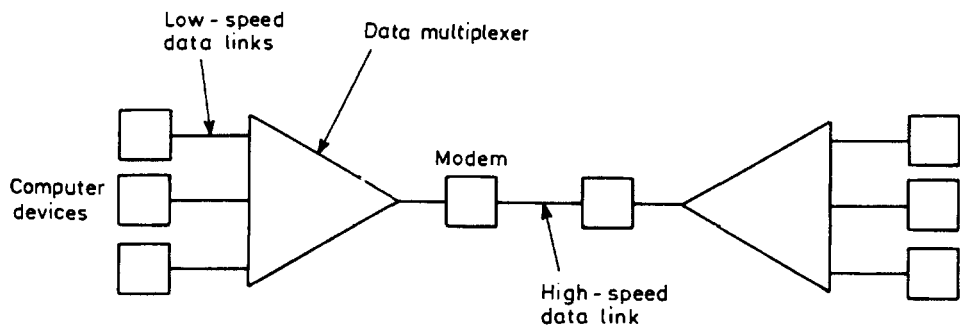 Low-speed
data links
Data multiplexer
Modem
Computer
devices
High-speed
data link